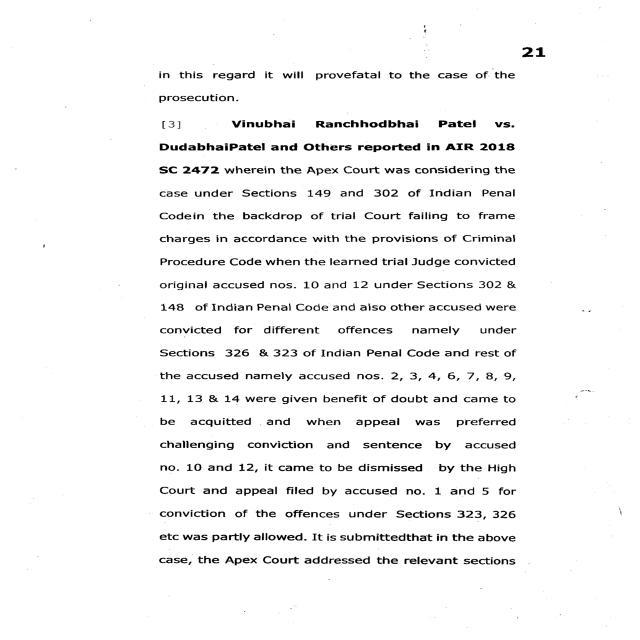 21
in this regard it will provefatal to the case of the
prosecution.
[3] Vinubhai Ranchhodbhai Patel vs.
DudabhaiPatel and Others reported in AIR 2018
SC 2472 wherein the Apex Court was considering the
case under Sections 149 and 302 of Indian Penal
Codein the backdrop of trial Court failing to frame
charges in accordance with the provisions of Criminal
Procedure Code when the learned trial Judge convicted
original accused nos. 10 and 12 under Sections 302 &
148 of Indian Penal Code and also other accused were
convicted for different offences namely under
Sections 326 & 323 of Indian Penal Code and rest of
the accused namely accused nos. 2, 3, 4, 6, 7, 8, 9,
11, 13 & 14 were given benefit of doubt and came to
be acquitted and when appeal was preferred
challenging conviction and sentence by accused
no. 10 and 12, it came to be dismissed by the High
Court and appeal filed by accused no. 1 and 5 for
conviction of the offences under Sections 323, 326
etc was partly allowed. It is submittedthat in the above
case, the Apex Court addressed the relevant sections